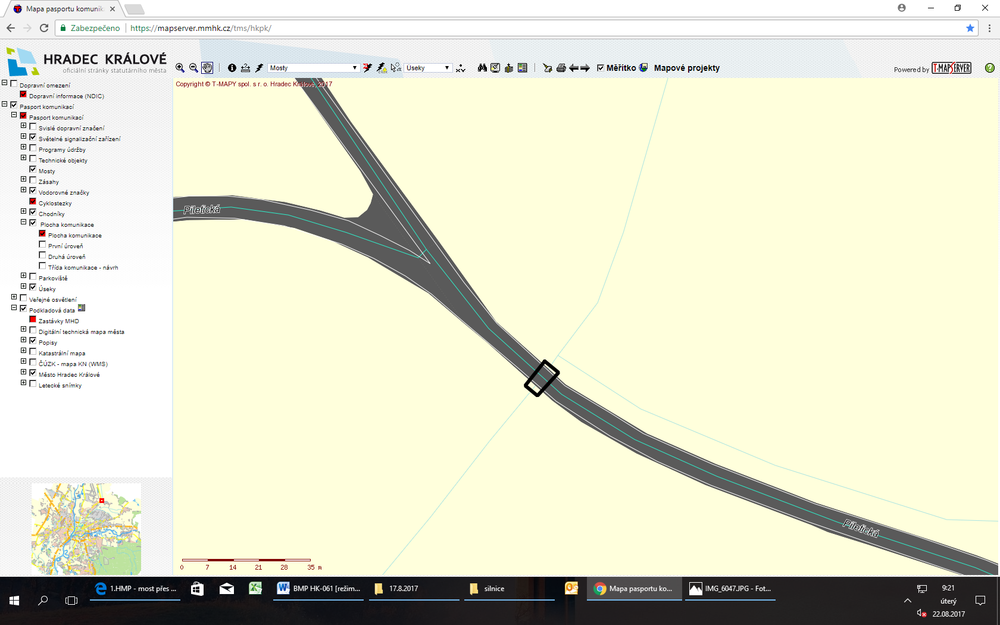 Mapa pasportu komunik
Zabezpečeno https://mapserver.mmhk.cz/tms/hkpk/
HRADEC KRÁLOVÉ
oficiální stránky statutárního města
Mosty
ČÚZK
Úseky
Měřítko
Mapové projekty
Powered by T-MAPSERVER
Dopravní omezení
Dopravní informace (NDIC)
Pasport komunikací
Pasport komunikací
Svislé dopravní značení
Světelné signalizační zařízení
Programy údržby
Technické objekty
Mosty
Zásahy
Vodorovné značky
Cyklostezky
Chodníky
Plocha komunikace
Plocha komunikace
První úroveň
Druhá úroveň
Třída komunikace - návrh
Parkoviště
Úseky
Veřejné osvětlení
Podkladová data
Zastávky MHD
Digitální technická mapa města
Popisy
Katastrální mapa
ČÚZK - mapa KN (WMS)
Město Hradec Králové
Letecké snímky
Copyright © T-MAPY spol. s r. o. Hradec Králové, 2017
Piletická
Piletická
0 7 14 21 28 35 m
1.HMP - most přes ...
BMP HK-061 [režim...
17.8.2017
silnice
Mapa pasportu ko...
IMG_6047.JPG - Fot...
9:21
úterý
22.08.2017